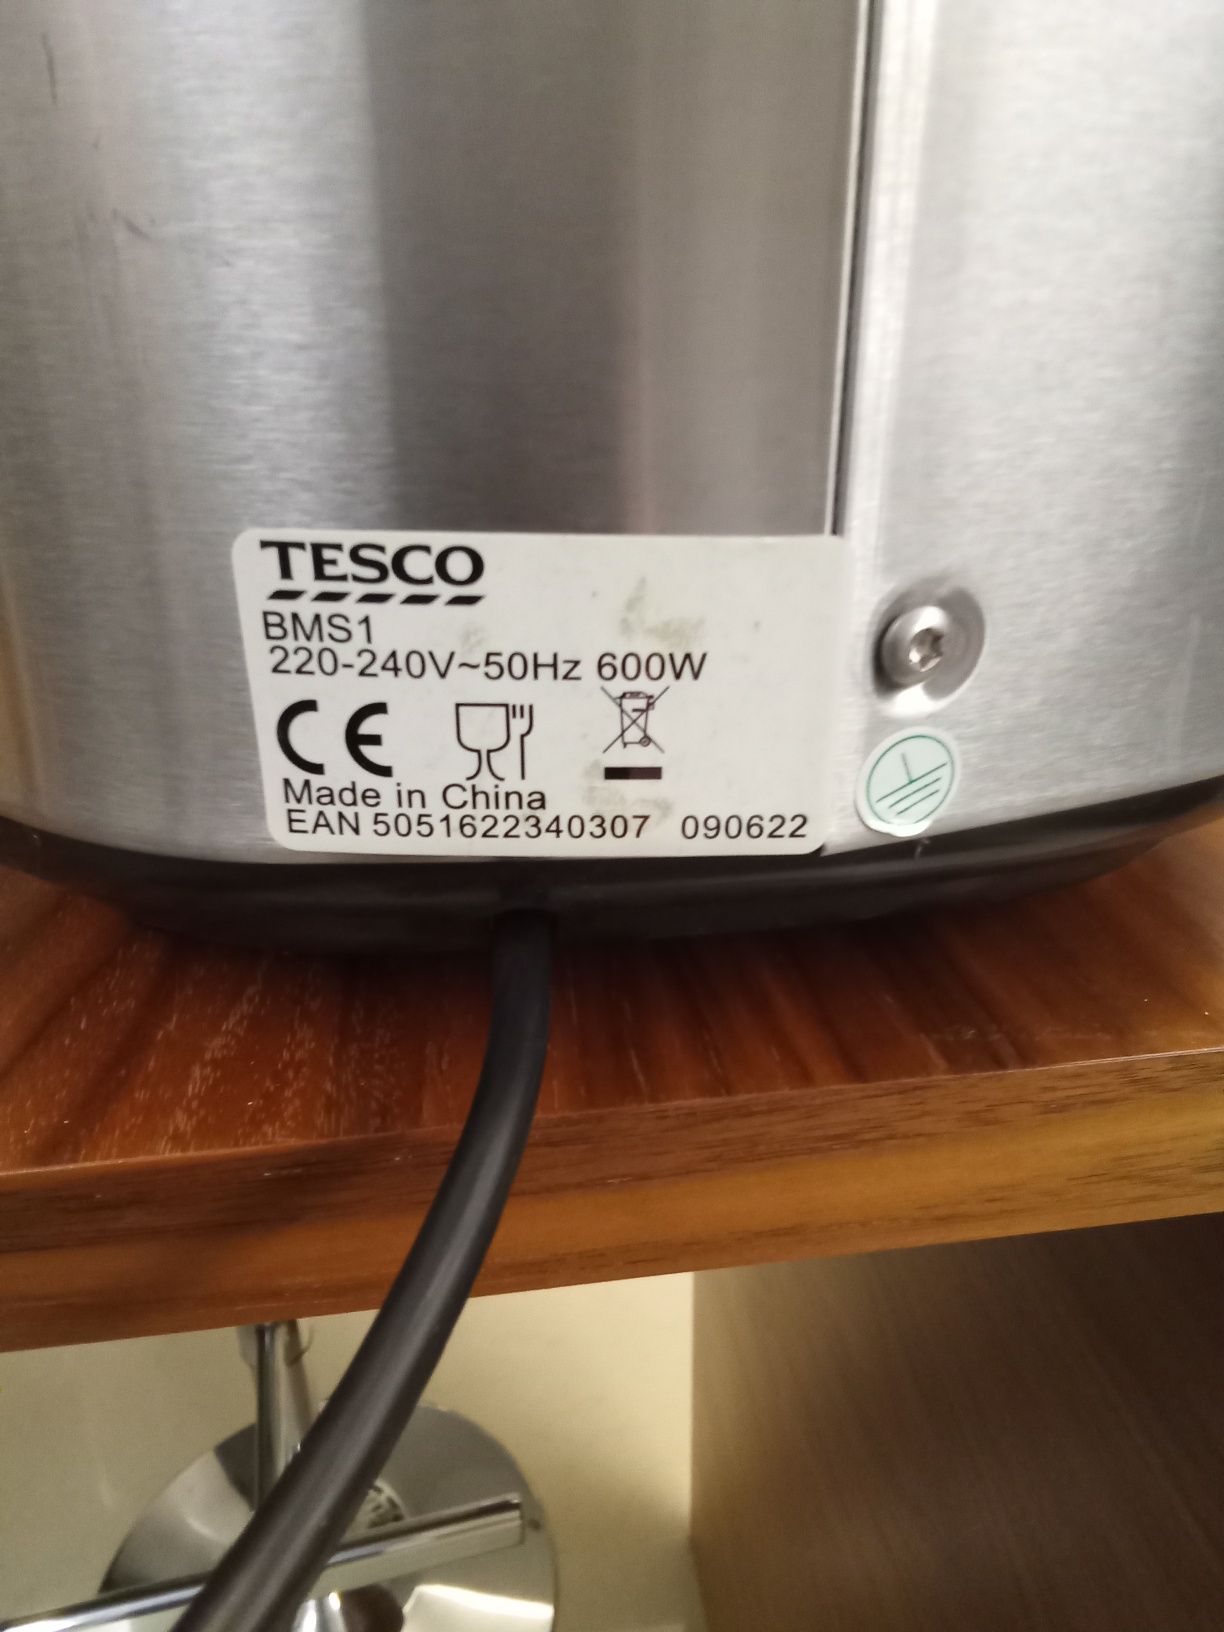 TESCO
BMS1
220-240V~50Hz 600W
CE
Made in China
EAN 5051622340307 090622